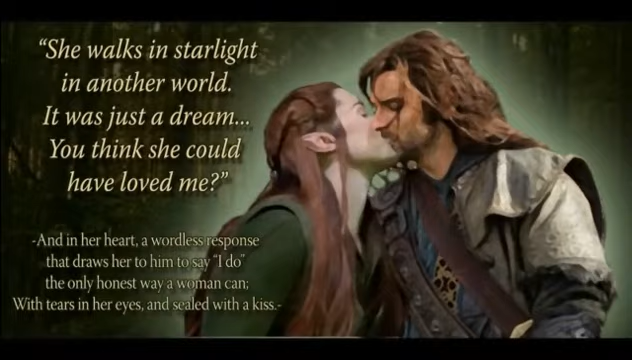 “She walks in starlight
in another world.
It was just a dream...
You think she could
have loved me?”
-And in her heart, a wordless response
that draws her to him to say “I do”
the only honest way a woman can;
With tears in her eyes, and sealed with a kiss.-